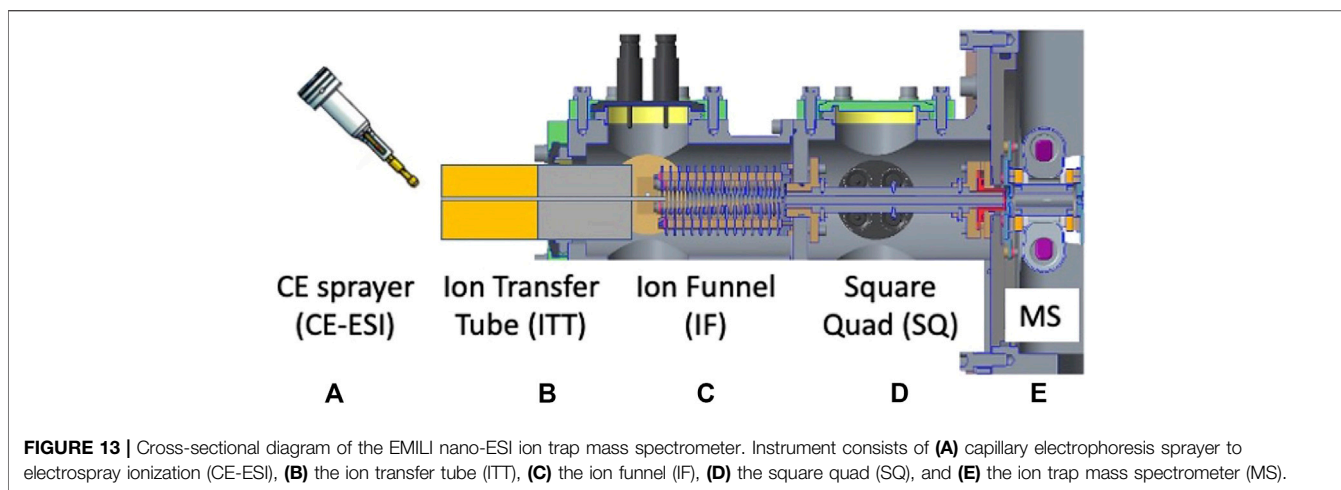 CE sprayer
(CE-ESI)
Ion Transfer
Tube (ITT)
Ion Funnel
(IF)
Square
Quad (SQ)
MS
A
B
C
D
E
FIGURE 13 | Cross-sectional diagram of the EMILI nano-ESI ion trap mass spectrometer. Instrument consists of (A) capillary electrophoresis sprayer to
electrospray ionization (CE-ESI), (B) the ion transfer tube (ITT), (C) the ion funnel (IF), (D) the square quad (SQ), and (E) the ion trap mass spectrometer (MS).